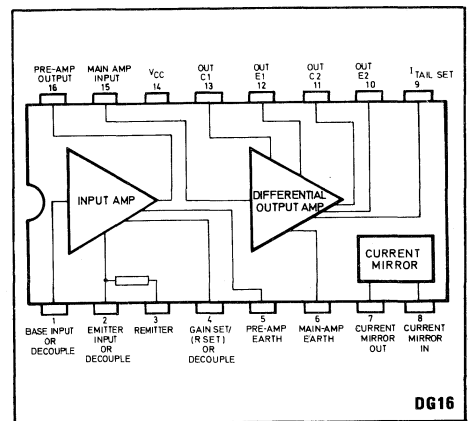 PRE-AMP OUTPUT 16
MAIN AMP INPUT 15
VCC 14
OUT C1 13
OUT E1 12
OUT C2 11
OUT E2 10
I TAIL SET 9
INPUT AMP
DIFFERENTIAL
OUTPUT AMP
CURRENT
MIRROR
1 BASE INPUT OR DECOUPLE
2 EMITTER INPUT OR DECOUPLE
3 REMITTER
4 GAIN SET/ (R SET) OR DECOUPLE
5 PRE-AMP EARTH
6 MAIN-AMP EARTH
7 CURRENT MIRROR OUT
8 CURRENT MIRROR IN
DG16